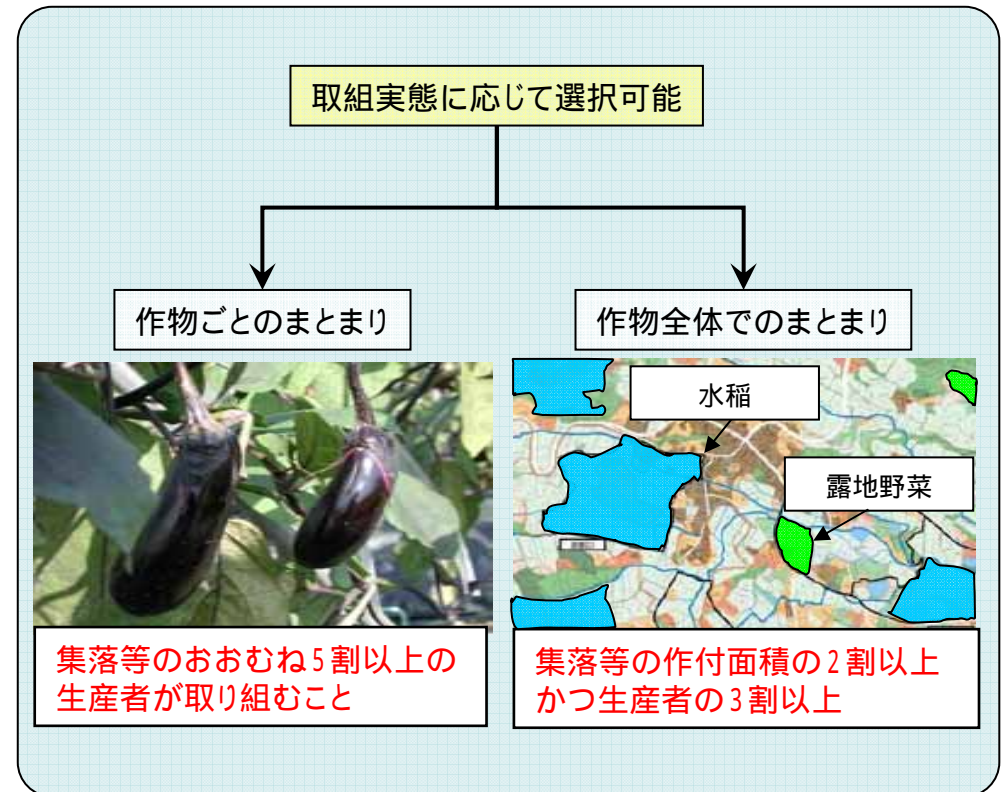 取組実態に応じて選択可能
作物ごとのまとまり
作物全体でのまとまり
水稲
露地野菜
集落等のおおむね5割以上の
生産者が取り組むこと
集落等の作付面積の2割以上
かつ生産者の3割以上